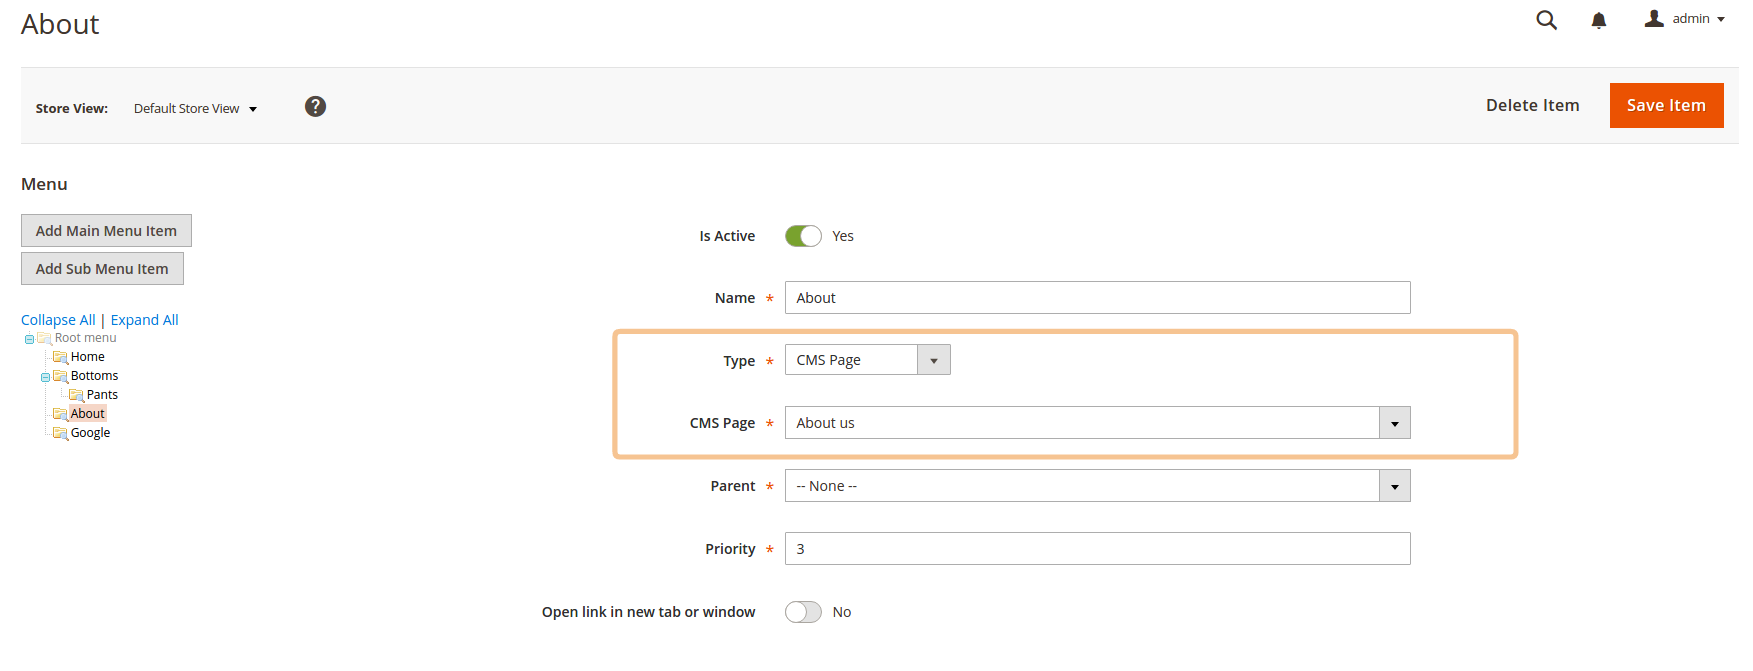 About
admin
Store View: Default Store View ?
Delete Item
Save Item
Menu
Add Main Menu Item
Add Sub Menu Item
Collapse All | Expand All
Root menu
Home
Bottoms
Pants
About
Google
Is Active Yes
Name * About
Type * CMS Page
CMS Page * About us
Parent * -- None --
Priority * 3
Open link in new tab or window No